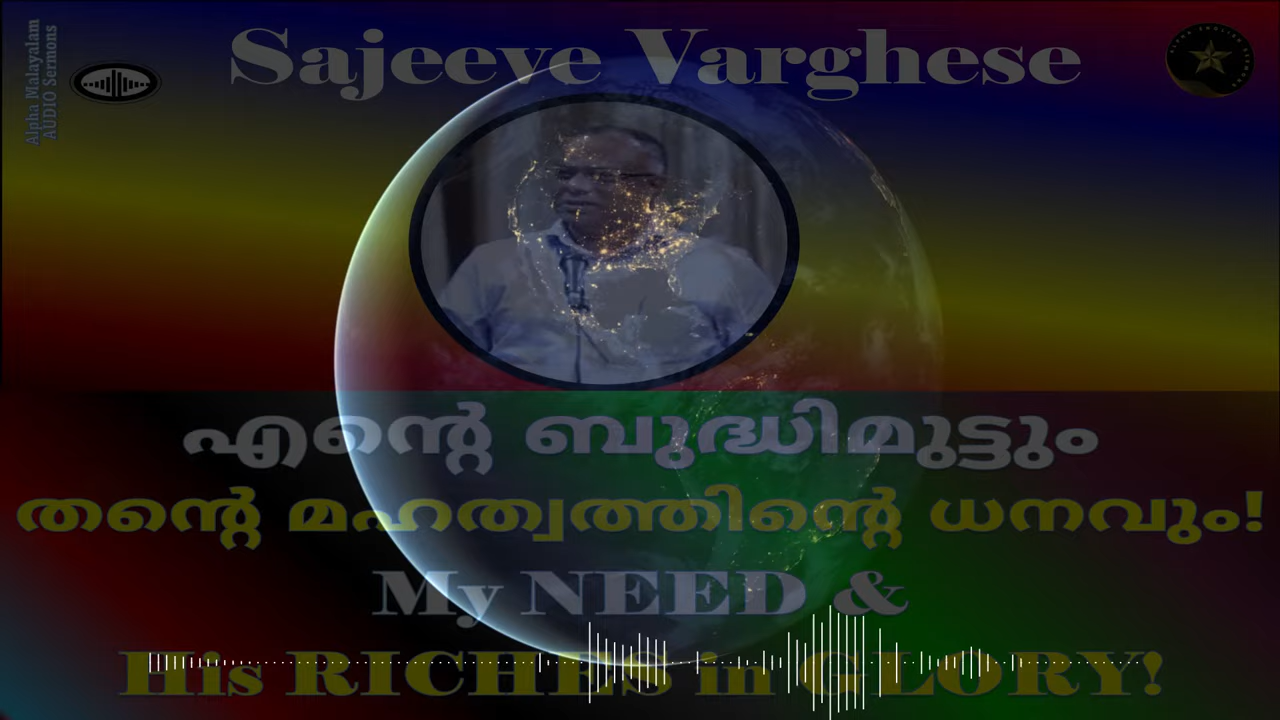 Sajeeve Varghese
Alpha Malayalam
AUDIO Sermons
എന്റെ ബുദ്ധിമുട്ടും
തന്റെ മഹത്വത്തിന്റെ ധനവും!
My NEED &
His RICHES in GLORY!